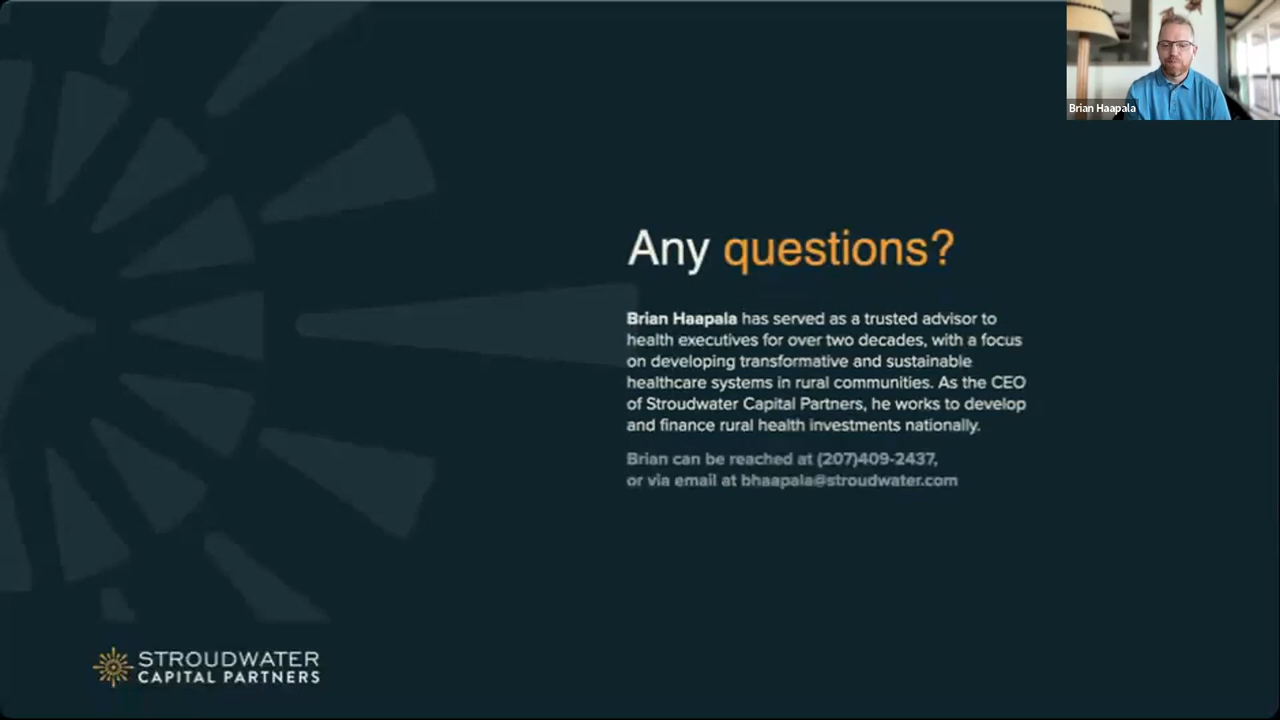 Brian Haapala
Any questions?
Brian Haapala has served as a trusted advisor to
health executives for over two decades, with a focus
on developing transformative and sustainable
healthcare systems in rural communities. As the CEO
of Stroudwater Capital Partners, he works to develop
and finance rural health investments nationally.
Brian can be reached at (207)409-2437,
or via email at bhaapala@stroudwater.com
STROUDWATER
CAPITAL PARTNERS